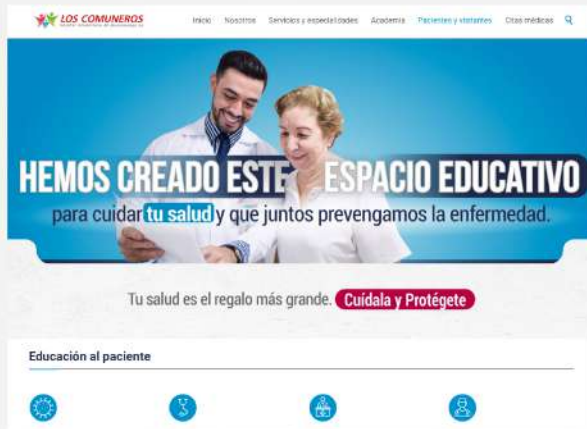 LOS COMUNEROS
Inicio Nosotros Servicios y especialidades Academia Pacientes y visitantes Citas médicas
HEMOS CREADO ESTE ESPACIO EDUCATIVO
para cuidar tu salud y que juntos prevengamos la enfermedad.
Tu salud es el regalo más grande. Cuídala y Protégete
Educación al paciente